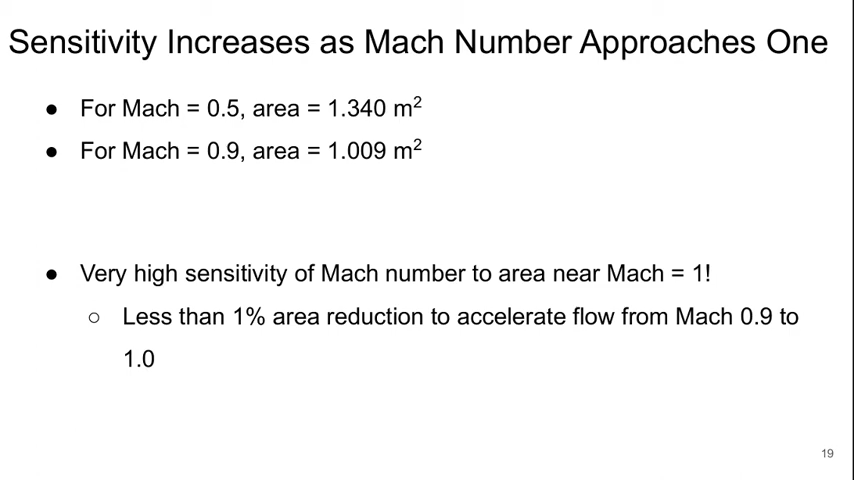 Sensitivity Increases as Mach Number Approaches One
● For Mach = 0.5, area = 1.340 m²
● For Mach = 0.9, area = 1.009 m²
● Very high sensitivity of Mach number to area near Mach = 1!
○ Less than 1% area reduction to accelerate flow from Mach 0.9 to
1.0
19